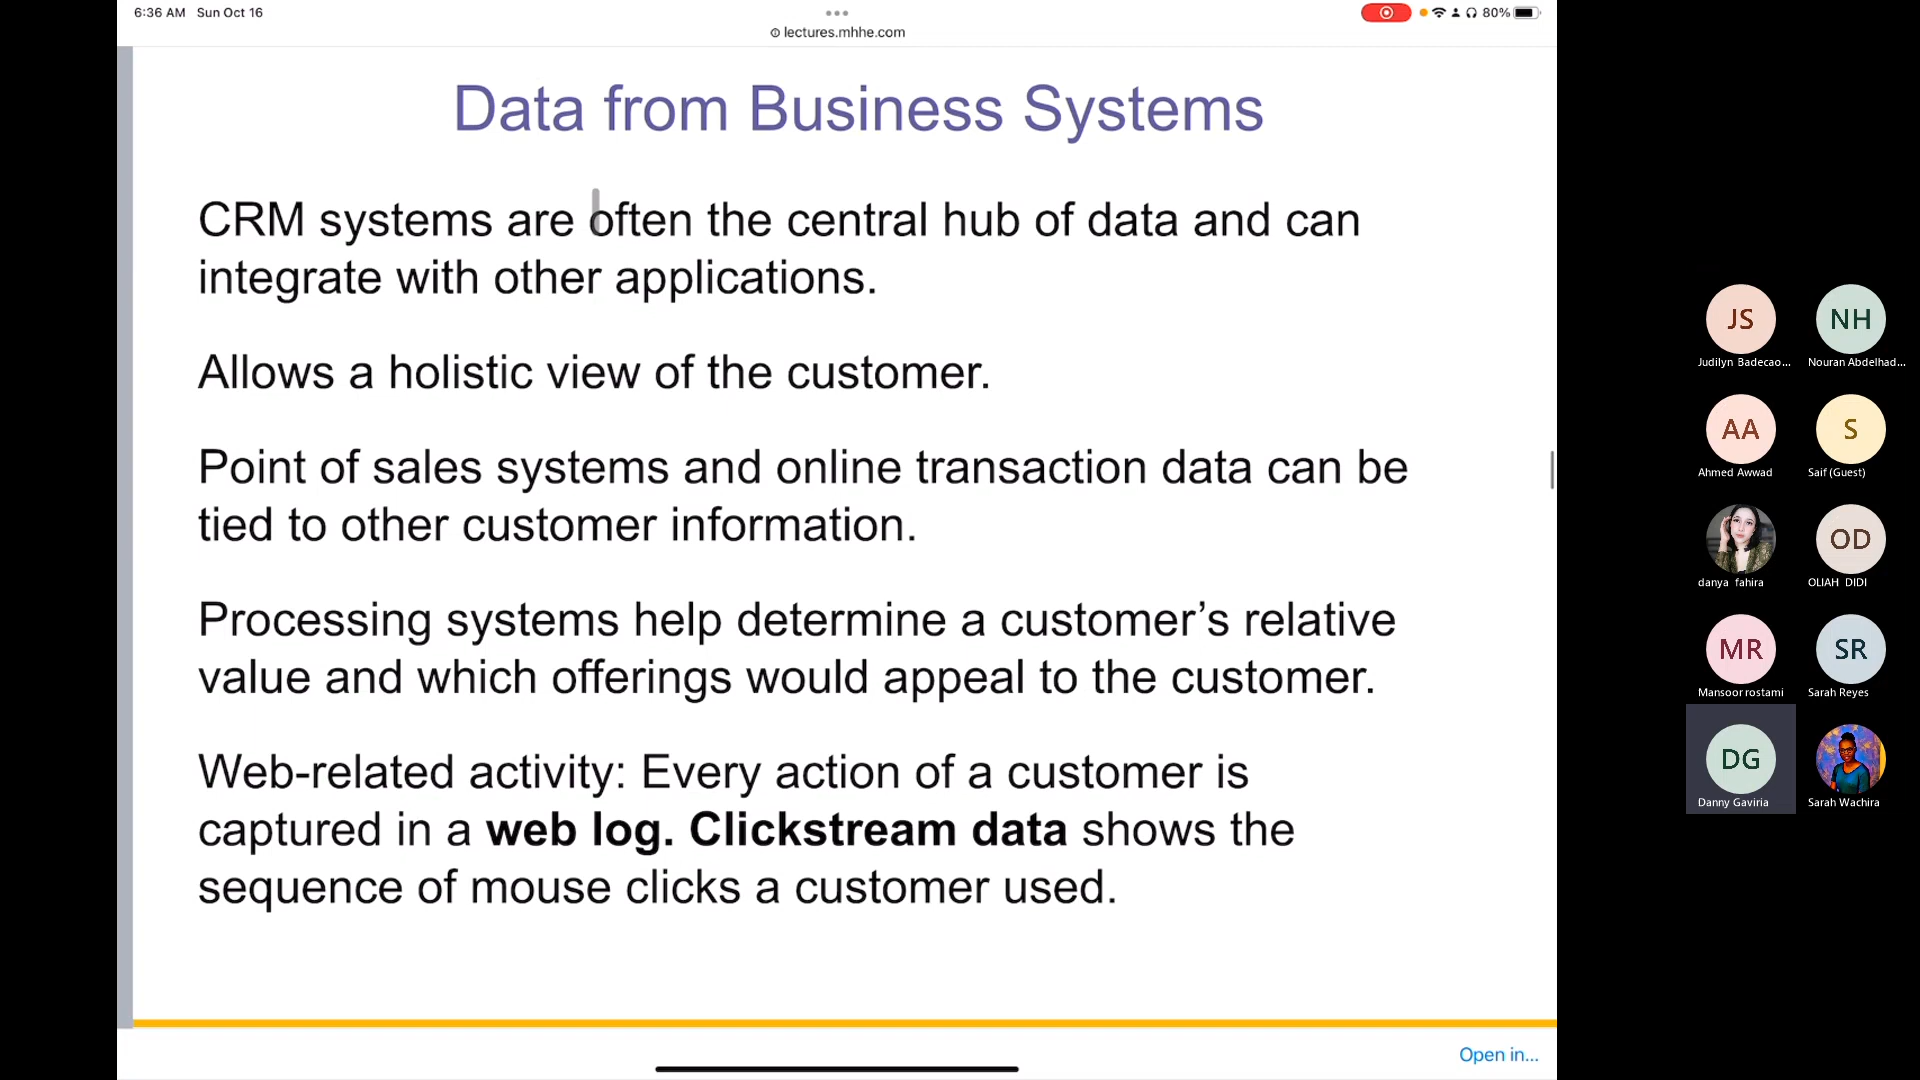 6:36 AM Sun Oct 16
80%
lectures.mhhe.com
Data from Business Systems
CRM systems are often the central hub of data and can
integrate with other applications.
Allows a holistic view of the customer.
Point of sales systems and online transaction data can be
tied to other customer information.
Processing systems help determine a customer’s relative
value and which offerings would appeal to the customer.
Web-related activity: Every action of a customer is
captured in a web log. Clickstream data shows the
sequence of mouse clicks a customer used.
Open in...
JS NH
Judilyn Badecao... Nouran Abdelhad...
AA S
Ahmed Awwad Saif (Guest)
OD
danya fahira OLIAH DIDI
MR SR
Mansoor rostami Sarah Reyes
DG
Danny Gaviria Sarah Wachira